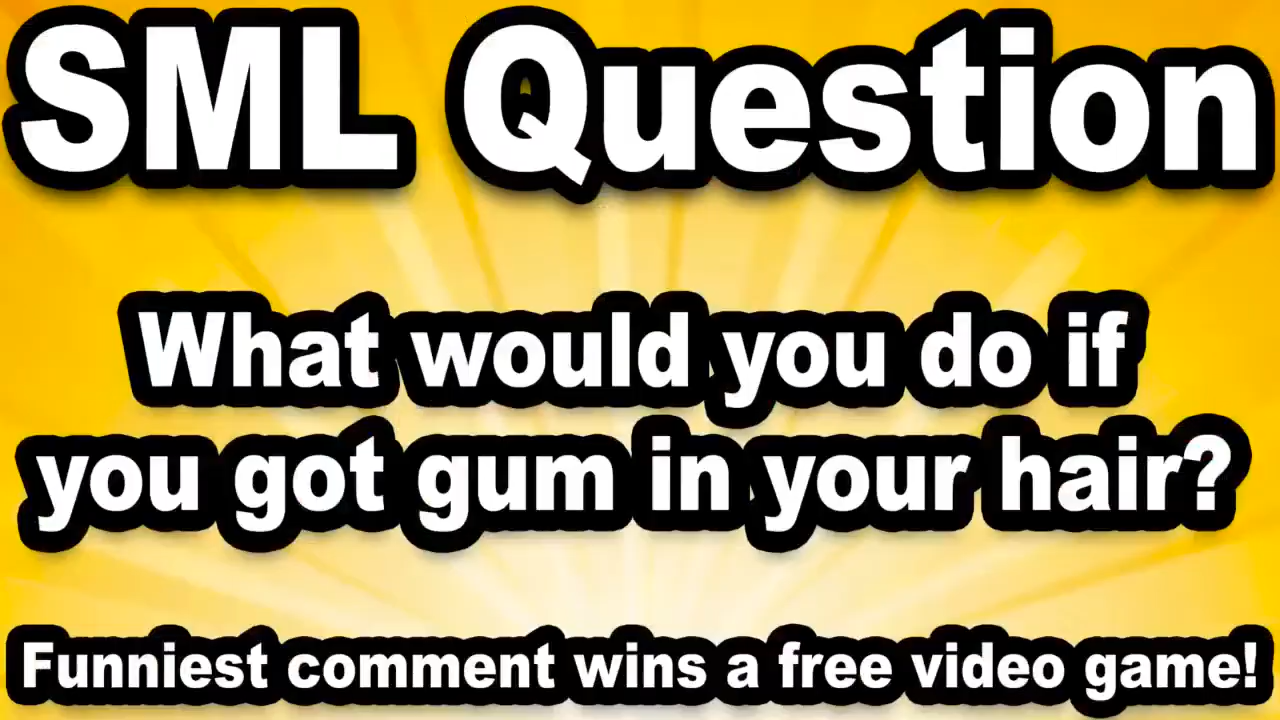 SML Question
What would you do if
you got gum in your hair?
Funniest comment wins a free video game!